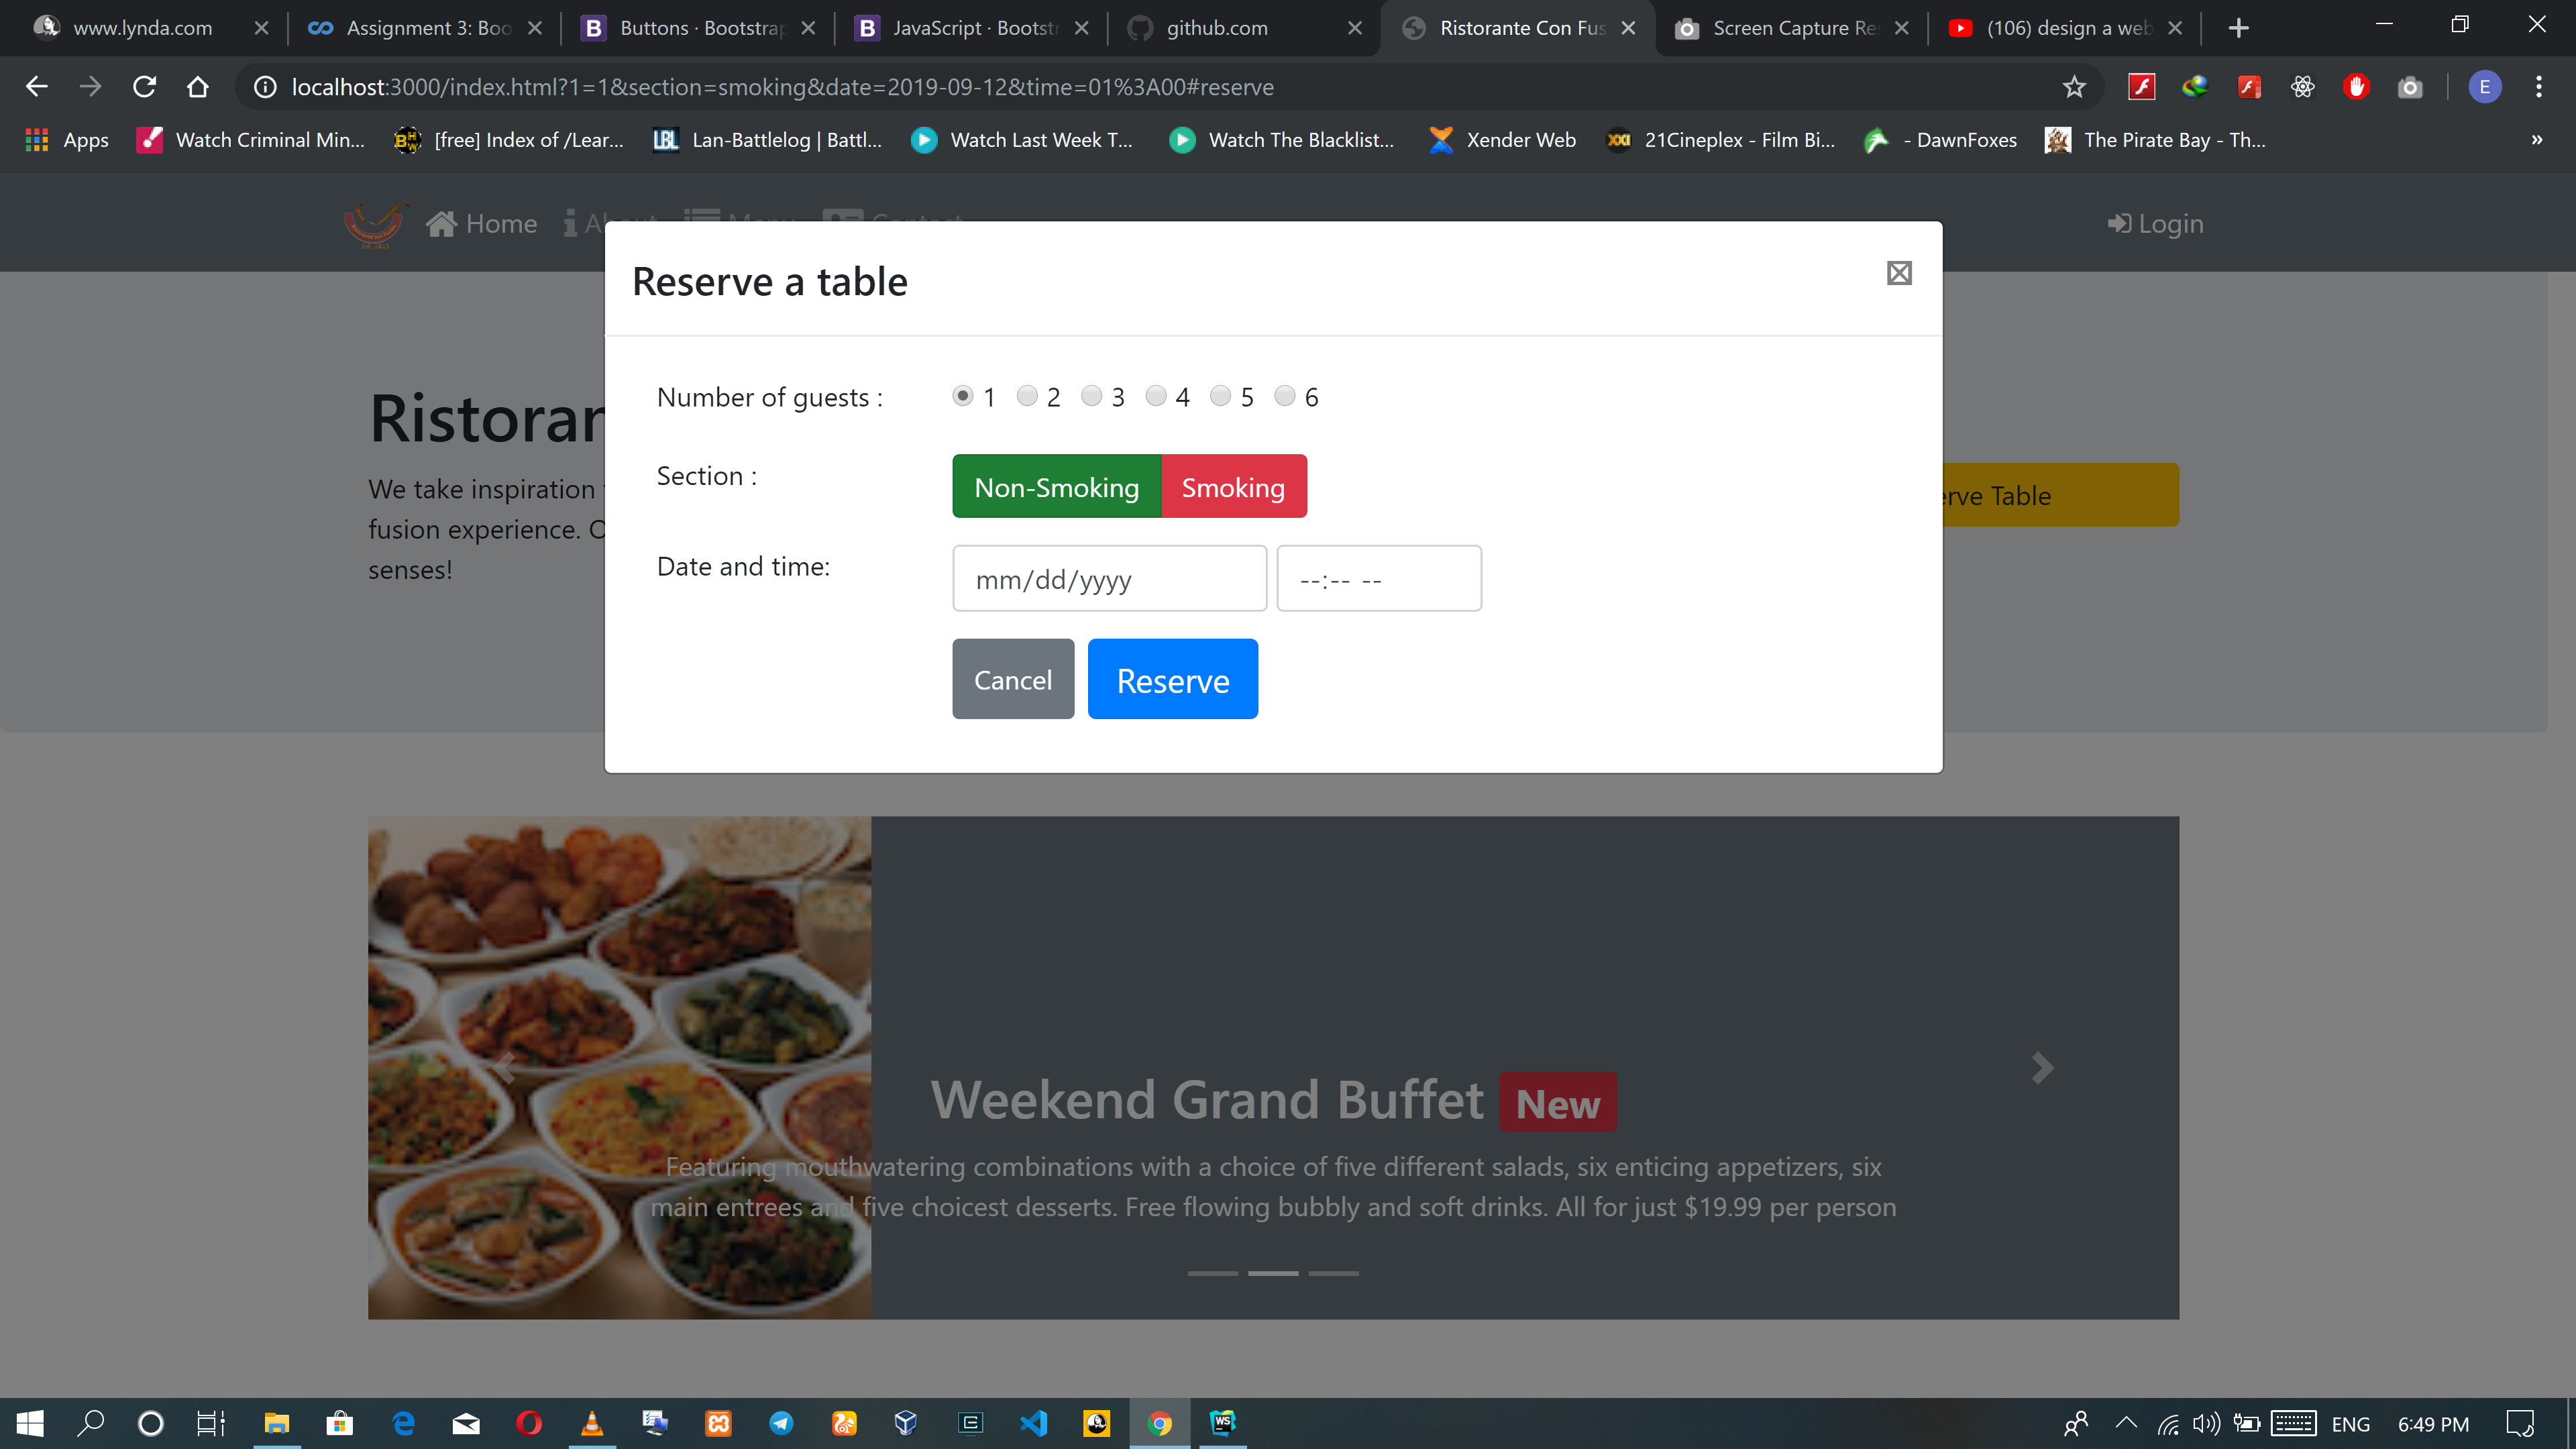 www.lynda.com
Assignment 3: Boo
Buttons · Bootstrap
JavaScript · Bootstr
github.com
Ristorante Con Fus
Screen Capture Res
(106) design a web
localhost:3000/index.html?1=1&section=smoking&date=2019-09-12&time=01%3A00#reserve
E
Apps
Watch Criminal Min...
[free] Index of /Lear...
Lan-Battlelog | Battl...
Watch Last Week T...
Watch The Blacklist...
Xender Web
21Cineplex - Film Bi...
- DawnFoxes
The Pirate Bay - Th...
»
Home
About
Menu
Contact
Login
Reserve a table
Number of guests :
1 2 3 4 5 6
Section :
Non-Smoking Smoking
Date and time:
mm/dd/yyyy --:-- --
Cancel Reserve
Ristoran
We take inspiration
fusion experience. O
senses!
erve Table
Weekend Grand Buffet New
Featuring mouthwatering combinations with a choice of five different salads, six enticing appetizers, six
main entrees and five choicest desserts. Free flowing bubbly and soft drinks. All for just $19.99 per person
ENG
6:49 PM